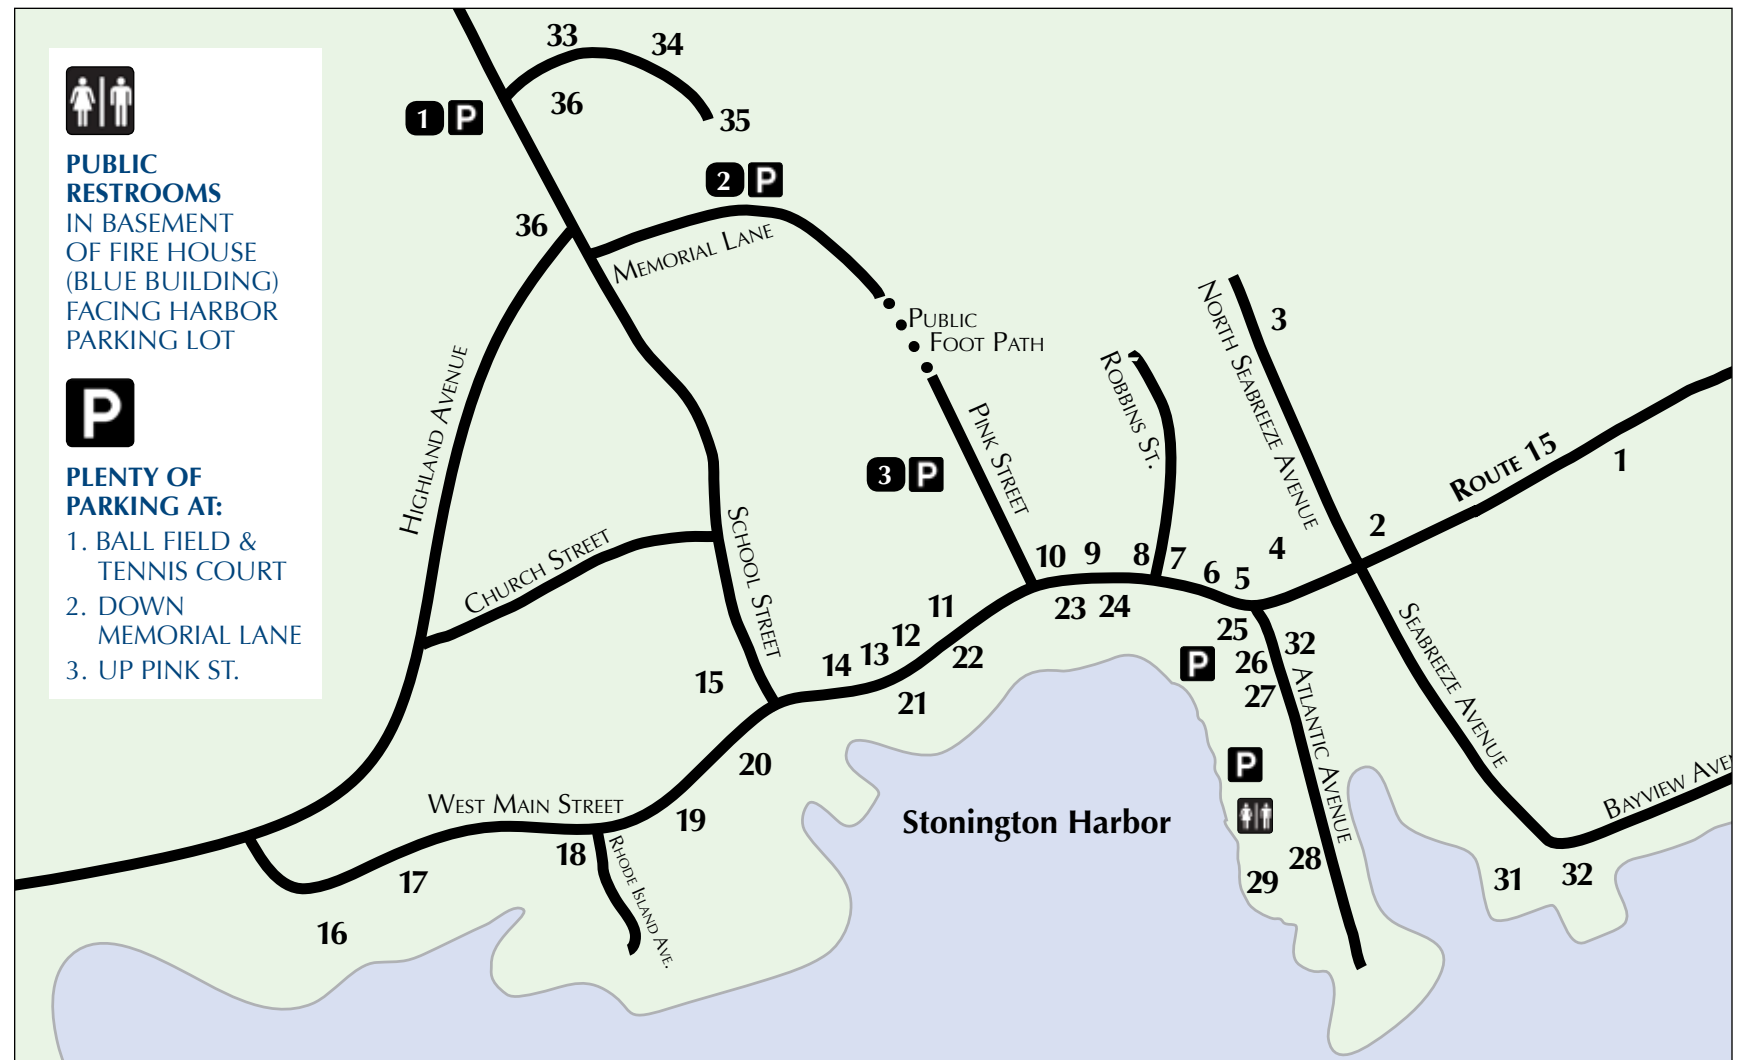 PUBLIC
RESTROOMS
IN BASEMENT
OF FIRE HOUSE
(BLUE BUILDING)
FACING HARBOR
PARKING LOT
P
PLENTY OF
PARKING AT:
1. BALL FIELD &
TENNIS COURT
2. DOWN
MEMORIAL LANE
3. UP PINK ST.
33
34
36
35
1 P
2 P
36
MEMORIAL LANE
PUBLIC
FOOT PATH
NORTH SEABREEZE AVENUE
3
ROBBINS ST.
HIGHLAND AVENUE
PINK STREET
3 P
ROUTE 15
1
2
CHURCH STREET
SCHOOL STREET
10
9
8
7
6
5
4
23
24
11
12
13
14
15
22
21
20
25
32
26
27
P
ATLANTIC AVENUE
SEABREEZE AVENUE
P
BAYVIEW AVE
Stonington Harbor
WEST MAIN STREET
19
18
17
16
RHODE ISLAND AVE.
28
29
31
32